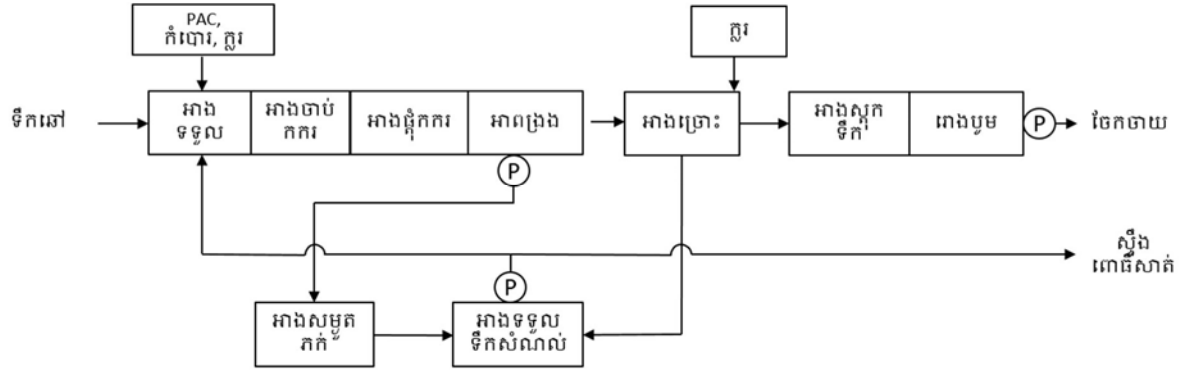 PAC,
កំបោរ, ក្លរ
ក្លរ
ទឹកឆៅ
អាង
ទទួល
អាងចាប់
កករ
អាងផ្តុំកករ
អាពង្រង
អាងច្រោះ
អាងស្តុក
ទឹក
រោងបូម
P
ចែកចាយ
P
ស្ទឹង
ពោធិ៍សាត់
P
អាងសម្ងួត
ភក់
អាងទទួល
ទឹកសំណល់